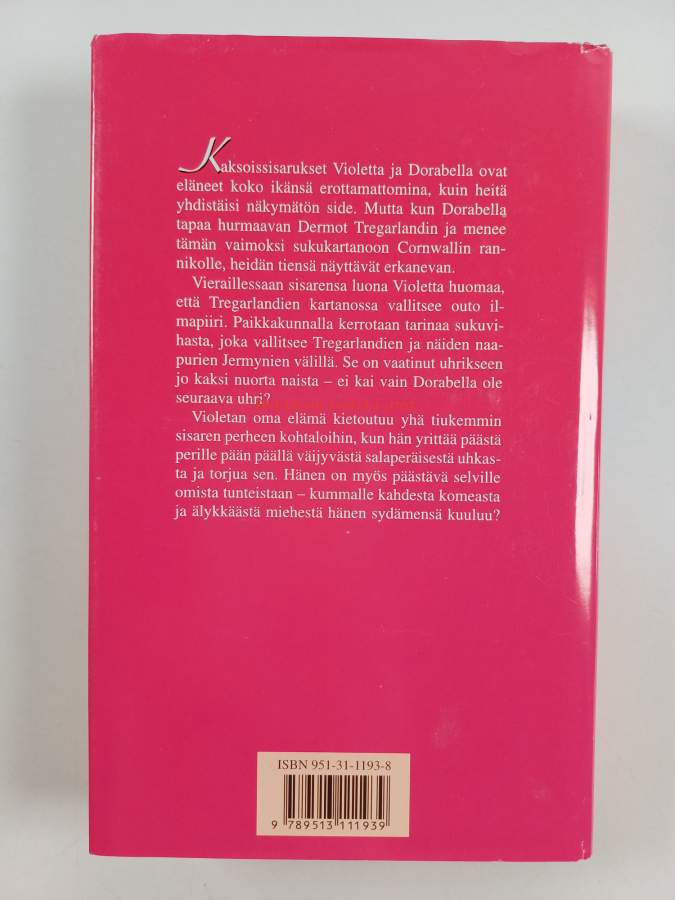 Kaksoissisarukset Violetta ja Dorabella ovat
eläneet koko ikänsä erottamattomina, kuin heitä
yhdistäisi näkymätön side. Mutta kun Dorabella
tapaa hurmaavan Dermot Tregarlandin ja menee
tämän vaimoksi sukukartanoon Cornwallin ran-
nikolle, heidän tiensä näyttävät erkanevan.
Vieraillessaan sisarensa luona Violetta huomaa,
että Tregarlandien kartanossa vallitsee outo il-
mapiiri. Paikkakunnalla kerrotaan tarinaa sukuvi-
hasta, joka vallitsee Tregarlandien ja näiden naa-
purien Jermynien välillä. Se on vaatinut uhrikseen
jo kaksi nuorta naista – ei kai vain Dorabella ole
seuraava uhri?
Violetan oma elämä kietoutuu yhä tiukemmin
sisaren perheen kohtaloihin, kun hän yrittää päästä
perille pään päällä väijyvästä salaperäisestä uhkas-
ta ja torjua sen. Hänen on myös päästävä selville
omista tunteistaan – kummalle kahdesta komeasta
ja älykkäästä miehestä hänen sydämensä kuuluu?
ISBN 951-31-1193-8
9 789513 111939